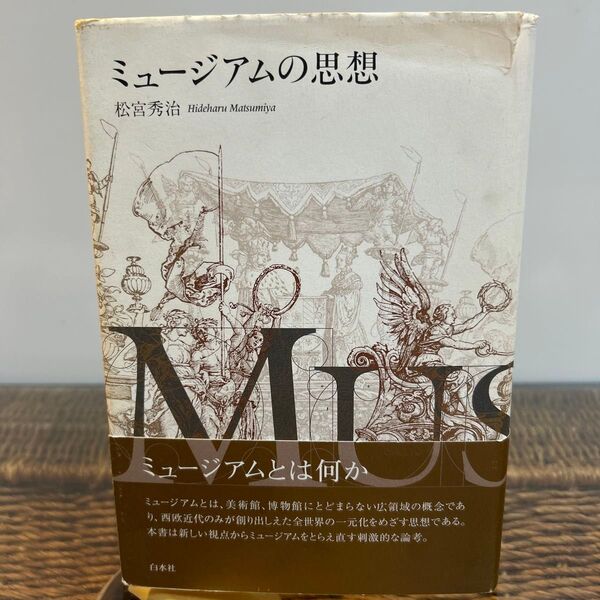 ミュージアムの思想
松宮秀治 Hideharu Matsumiya
MUS
ミュージアムとは何か
ミュージアムとは、美術館、博物館にとどまらない広領域の概念であ
り、西欧近代のみが創り出しえた全世界の一元化をめざす思想である。
本書は新しい視点からミュージアムをとらえ直す刺激的な論考。
白水社